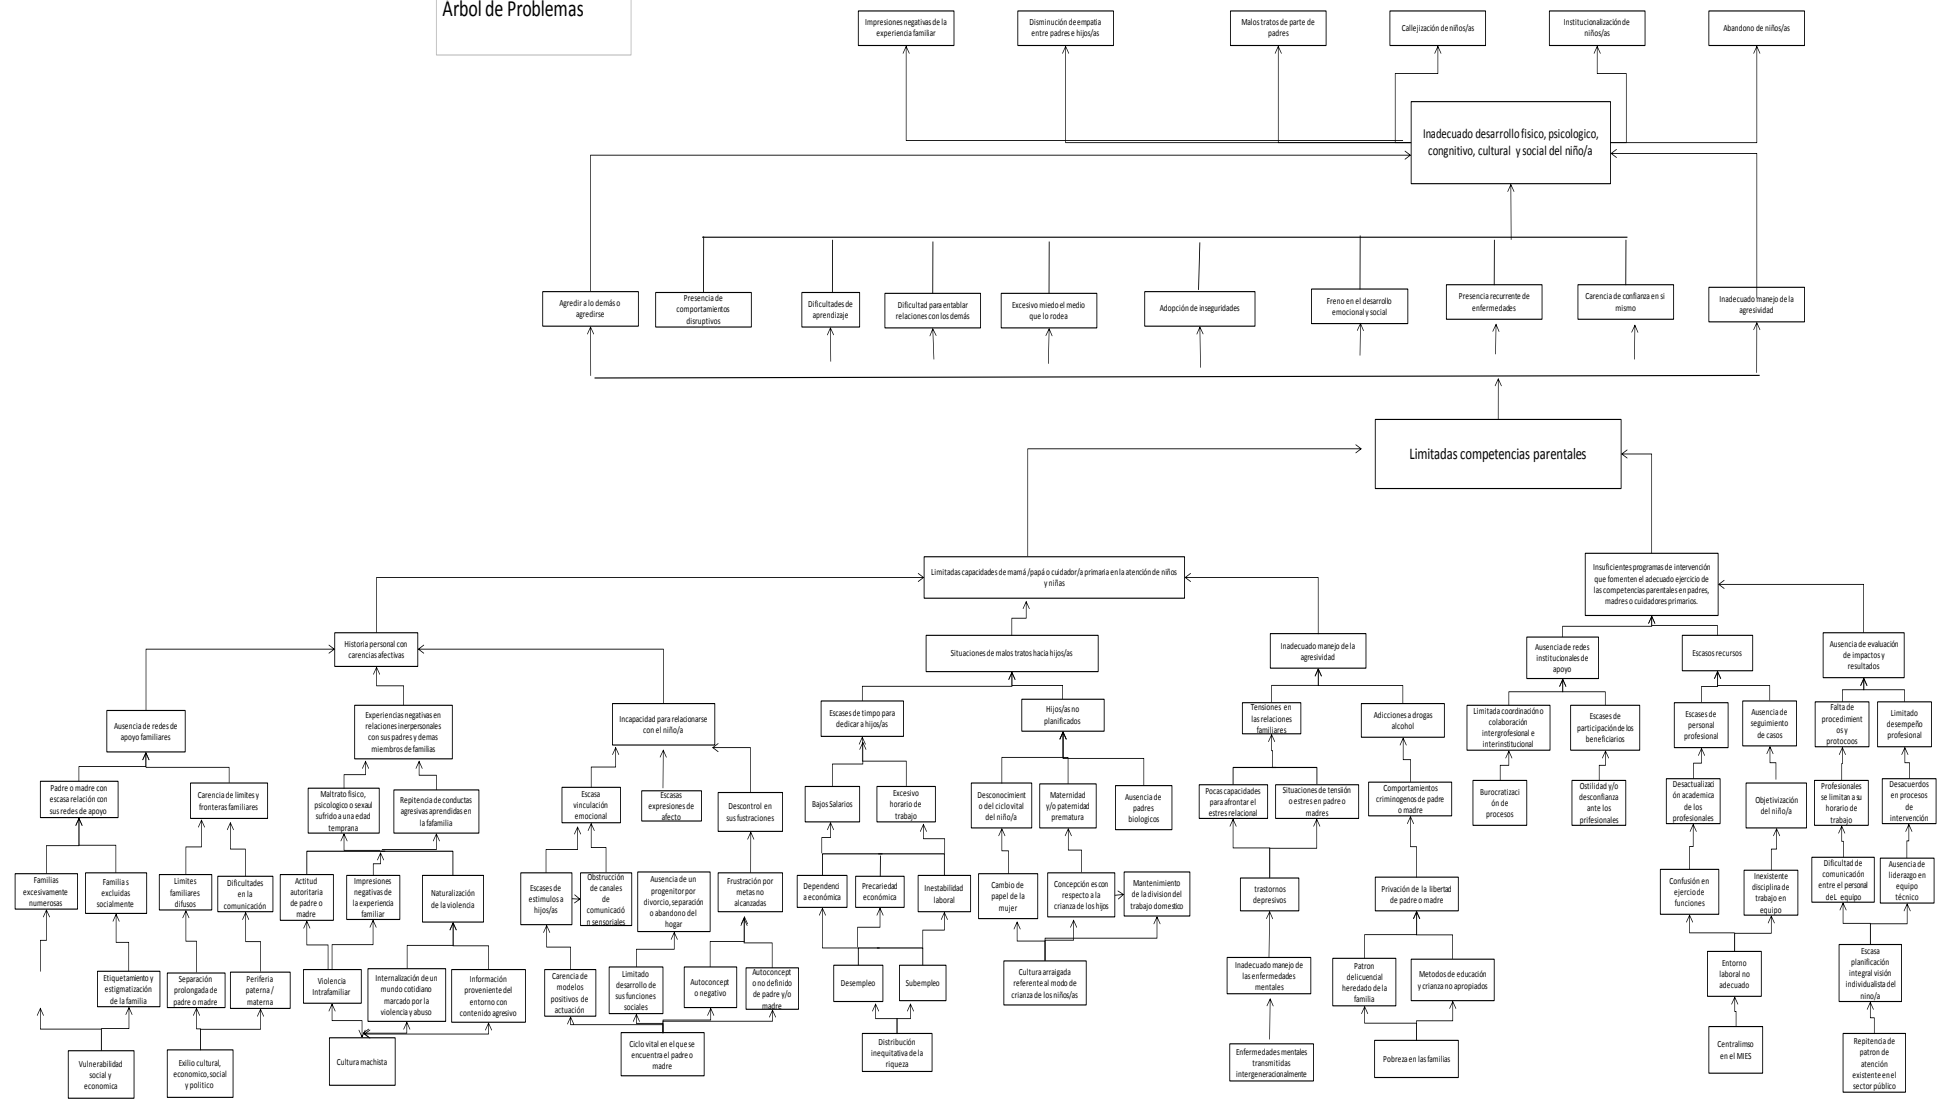 Arbol de Problemas
Impresiones negativas de la
experiencia familiar
Disminución de empatia
entre padres e hijos/as
Malos tratos de parte de
padres
Callejización de niños/as
Institucionalización de
niños/as
Abandono de niños/as
Inadecuado desarrollo fisico, psicologico,
congnitivo, cultural y social del niño/a
Agredir a lo demás o
agredirse
Presencia de
comportamientos
disruptivos
Dificultades de
aprendizaje
Dificultad para entablar
relaciones con los demás
Excesivo miedo el medio
que lo rodea
Adopción de inseguridades
Freno en el desarrollo
emocional y social
Presencia recurrente de
enfermedades
Carencia de confianza en si
mismo
Inadecuado manejo de la
agresividad
Limitadas competencias parentales
Limitadas capacidades de mamá /papá o cuidador/a primaria en la atención de niños
y niñas
Insuficientes programas de intervención
que fomenten el adecuado ejercicio de
las competencias parentales en padres,
madres o cuidadores primarios.
Historia personal con
carencias afectivas
Situaciones de malos tratos hacia hijos/as
Inadecuado manejo de la
agresividad
Ausencia de redes
institucionales de
apoyo
Escasos recursos
Ausencia de evaluación
de impactos y
resultados
Ausencia de redes de
apoyo familiares
Experiencias negativas en
relaciones inerpersonales
con sus padres y demas
miembros de familias
Incapacidad para relacionarse
con el niño/a
Escases de timpo para
dedicar a hijos/as
Hijos/as no
planificados
Tensiones en
las relaciones
familiares
Adicciones a drogas
alcohol
Limitada coordinación o
colaboración
intergrofesional e
interinstitucional
Escases de
participación de los
beneficiarios
Escases de
personal
profesional
Ausencia de
seguimiento
de casos
Falta de
procedimient
os y
protocoos
Limitado
desempeño
profesional
Padre o madre con
escasa relación con
sus redes de apoyo
Carencia de limites y
fronteras familiares
Maltrato fisico,
psicologico o sexaul
sufrido a una edad
temprana
Repitencia de conductas
agresivas aprendidas en
la fafamilia
Escasa
vinculación
emocional
Escasas
expresiones de
afecto
Descontrol en
sus fustraciones
Bajos Salarios
Excesivo
horario de
trabajo
Desconocimient
o del ciclo vital
del niño/a
Maternidad
y/o paternidad
prematura
Ausencia de
padres
biologicos
Pocas capacidades
para afrontar el
estres relacional
Situaciones de tensión
o estres en padre o
madres
Comportamientos
criminogenos de padre
o madre
Burocratizaci
ón de
procesos
Ostilidad y/o
desconfianza
ante los
prifesionales
Desactualizaci
ón academica
de los
profesionales
Objetivización
del niño/a
Profesionales
se limitan a su
horario de
trabajo
Desacuerdos
en procesos
de
intervención
Familias
excesivamente
numerosas
Familia s
excluidas
socialmente
Limites
familiares
difusos
Dificultades
en la
comunicación
Actitud
autoritaria
de padre o
madre
Impresiones
negativas de
la experiencia
familiar
Naturalización
de la violencia
Escases de
estimulos a
hijos/as
Obstrucción
de canales
de
comunicació
n sensoriales
Ausencia de un
progenitor por
divorcio, separación
o abandono del
hogar
Frustración por
metas no
alcanzadas
Dependenci
a económica
Precariedad
económica
Inestabilidad
laboral
Cambio de
papel de la
mujer
Concepción es con
respecto a la
crianza de los hijos
Mantenimiento
de la division del
trabajo domestico
trastornos
depresivos
Privación de la libertad
de padre o madre
Confusión en
ejercicio de
funciones
Inexistente
disciplina de
trabajo en
equipo
Dificultad de
comunicación
entre el personal
deL equipo
Ausencia de
liderazgo en
equipo
técnico
Etiquetamiento y
estigmatización
de la familia
Separación
prolongada de
padre o madre
Periferia
paterna /
materna
Violencia
Intrafamiliar
Internalización de un
mundo cotidiano
marcado por la
violencia y abuso
Información
proveniente del
entorno con
contenido agresivo
Carencia de
modelos
positivos de
actuación
Limitado
desarrollo de
sus funciones
sociales
Autoconcept
o negativo
Autoconcept
o no definido
de padre y/o
madre
Desempleo
Subempleo
Cultura arraigada
referente al modo de
crianza de los niños/as
Inadecuado manejo de
las enfermedades
mentales
Patron
delicuencial
heredado de la
familia
Metodos de educación
y crianza no apropiados
Entorno
laboral no
adecuado
Escasa
planificación
integral visión
individualista del
nino/a
Vulnerabilidad
social y
economica
Exilio cultural,
economico, social
y politico
Cultura machista
Ciclo vital en el que se
encuentra el padre o
madre
Distribución
inequitativa de la
riqueza
Enfermedades mentales
transmitidas
intergeneracionalmente
Pobreza en las familias
Centralimso
en el MIES
Repitencia de
patron de
atención
existente en el
sector público